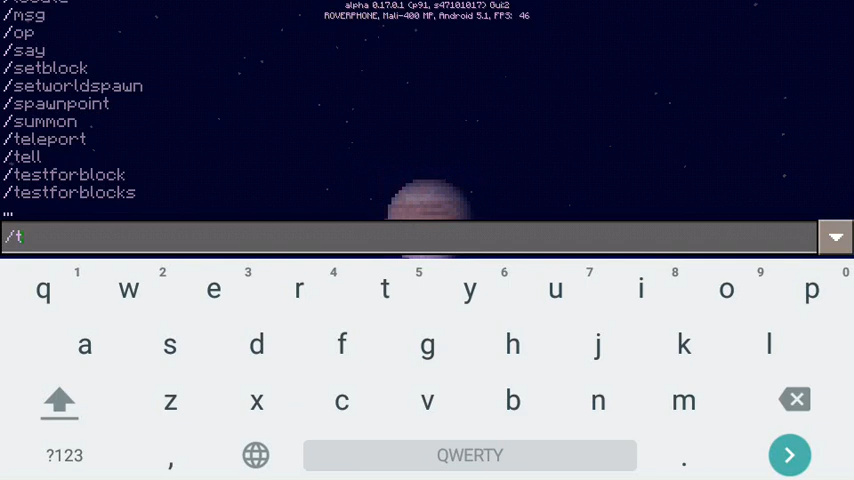 alpha 0.17.0.1 (p91, s47101017) Gui:2
ROVERPHONE, Mali-400 MP, Android 5.1, FPS: 46
/msg
/op
/say
/setblock
/setworldspawn
/spawnpoint
/summon
/teleport
/tell
/testforblock
/testforblocks
...
/t
1 2 3 4 5 6 7 8 9 0
q w e r t y u i o p
a s d f g h j k l
z x c v b n m
?123 , QWERTY .